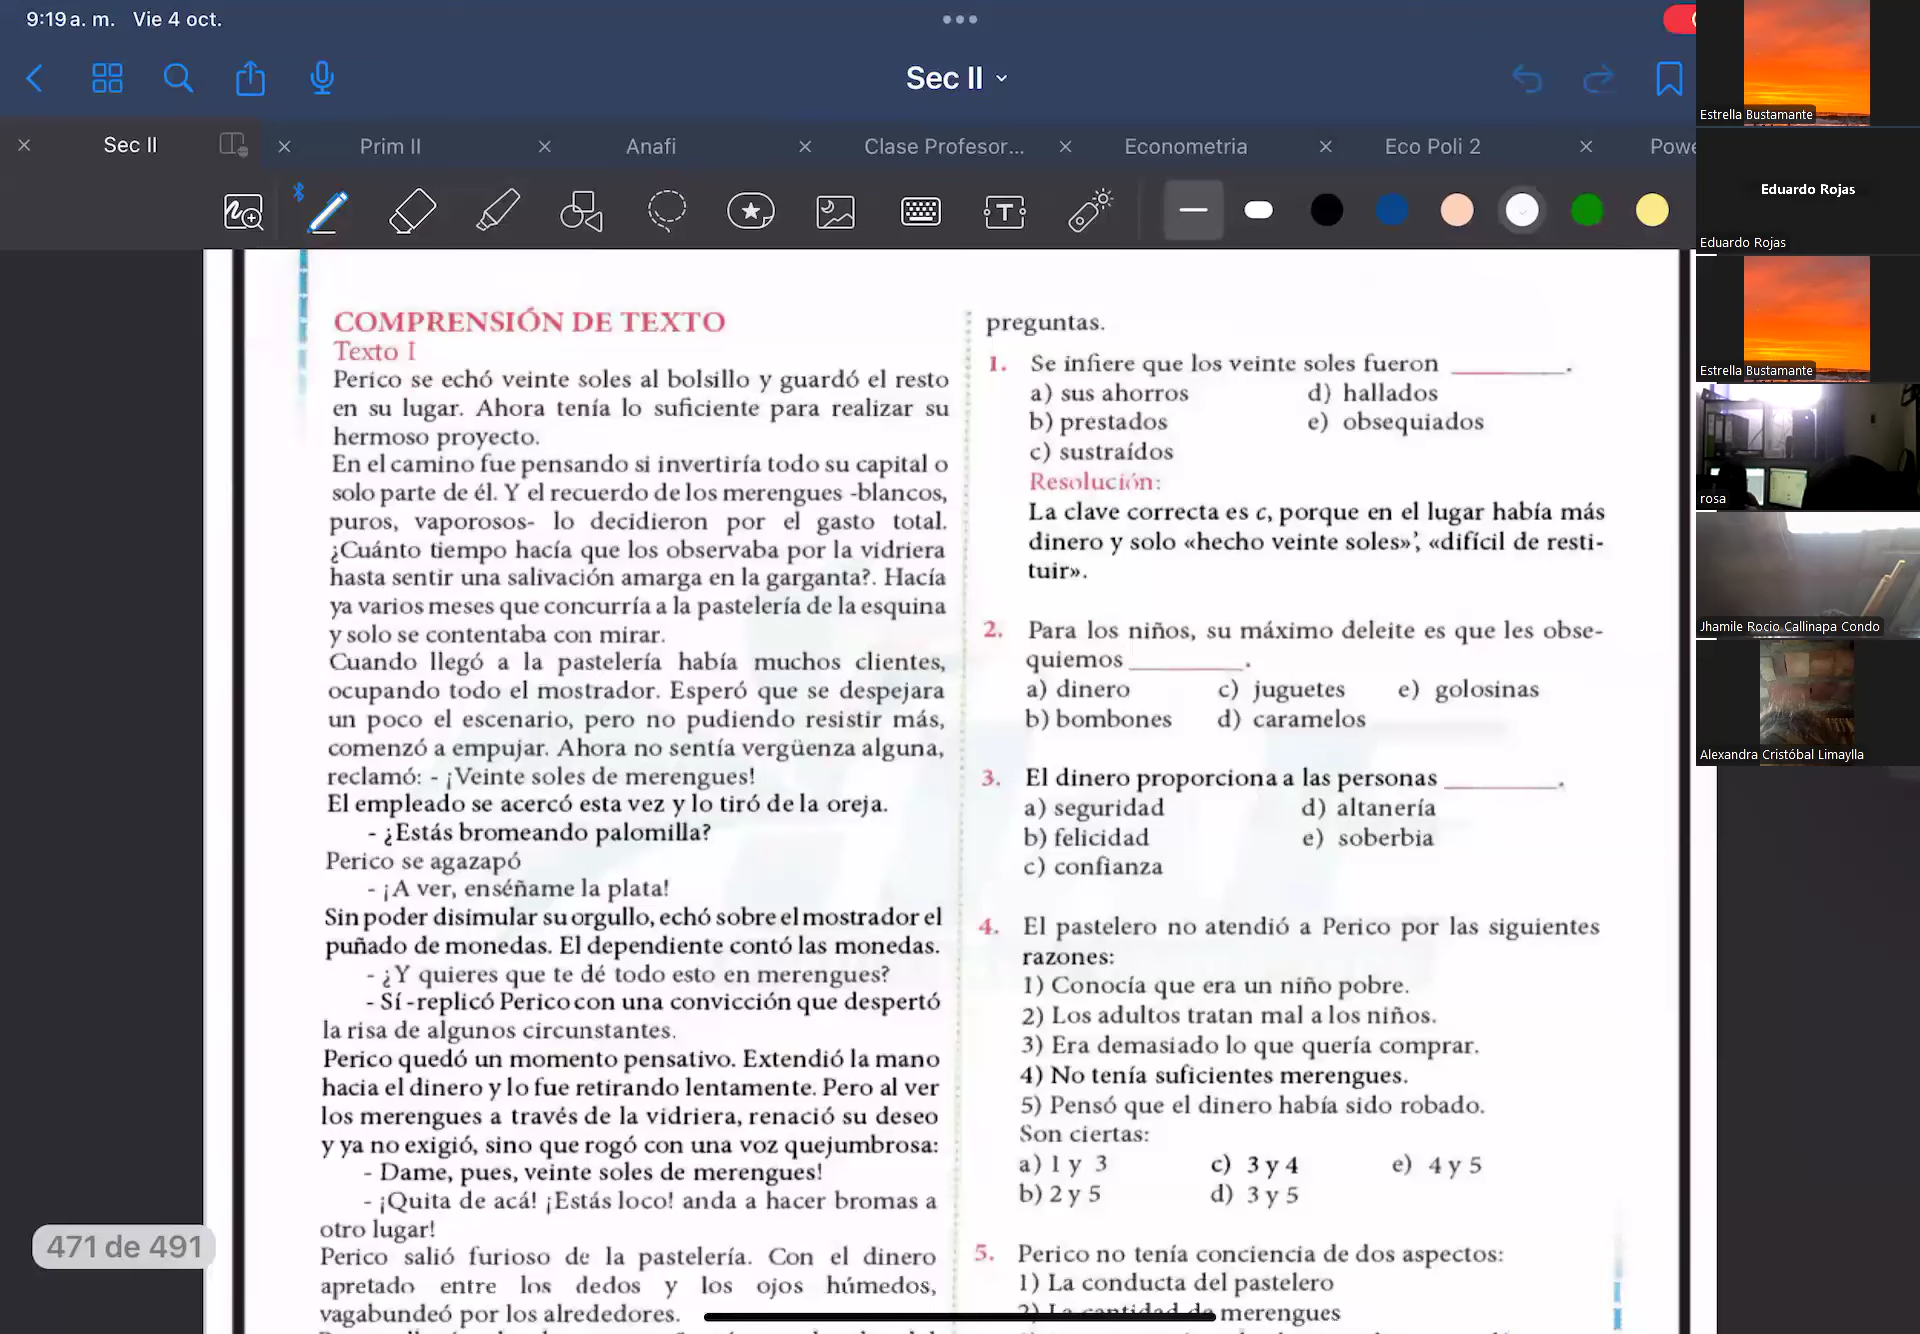 9:19 a. m. Vie 4 oct.
Sec II
Sec II
Prim II
Anafi
Clase Profesor...
Econometria
Eco Poli 2
Powe
COMPRENSIÓN DE TEXTO
Texto I
Perico se echó veinte soles al bolsillo y guardó el resto
en su lugar. Ahora tenía lo suficiente para realizar su
hermoso proyecto.
En el camino fue pensando si invertiría todo su capital o
solo parte de él. Y el recuerdo de los merengues -blancos,
puros, vaporosos- lo decidieron por el gasto total.
¿Cuánto tiempo hacía que los observaba por la vidriera
hasta sentir una salivación amarga en la garganta?. Hacía
ya varios meses que concurría a la pastelería de la esquina
y solo se contentaba con mirar.
Cuando llegó a la pastelería había muchos clientes,
ocupando todo el mostrador. Esperó que se despejara
un poco el escenario, pero no pudiendo resistir más,
comenzó a empujar. Ahora no sentía vergüenza alguna,
reclamó: - ¡Veinte soles de merengues!
El empleado se acercó esta vez y lo tiró de la oreja.
- ¿Estás bromeando palomilla?
Perico se agazapó
- ¡A ver, enséñame la plata!
Sin poder disimular su orgullo, echó sobre el mostrador el
puñado de monedas. El dependiente contó las monedas.
- ¿Y quieres que te dé todo esto en merengues?
- Sí -replicó Perico con una convicción que despertó
la risa de algunos circunstantes.
Perico quedó un momento pensativo. Extendió la mano
hacia el dinero y lo fue retirando lentamente. Pero al ver
los merengues a través de la vidriera, renació su deseo
y ya no exigió, sino que rogó con una voz quejumbrosa:
- Dame, pues, veinte soles de merengues!
- ¡Quita de acá! ¡Estás loco! anda a hacer bromas a
otro lugar!
Perico salió furioso de la pastelería. Con el dinero
apretado entre los dedos y los ojos húmedos,
vagabundeó por los alrededores.
preguntas.
1. Se infiere que los veinte soles fueron ________.
a) sus ahorros d) hallados
b) prestados e) obsequiados
c) sustraídos
Resolución:
La clave correcta es c, porque en el lugar había más
dinero y solo «hecho veinte soles»; «difícil de resti-
tuir».
2. Para los niños, su máximo deleite es que les obse-
quiemos ________.
a) dinero c) juguetes e) golosinas
b) bombones d) caramelos
3. El dinero proporciona a las personas ________.
a) seguridad d) altanería
b) felicidad e) soberbia
c) confianza
4. El pastelero no atendió a Perico por las siguientes
razones:
1) Conocía que era un niño pobre.
2) Los adultos tratan mal a los niños.
3) Era demasiado lo que quería comprar.
4) No tenía suficientes merengues.
5) Pensó que el dinero había sido robado.
Son ciertas:
a) 1 y 3 c) 3 y 4 e) 4 y 5
b) 2 y 5 d) 3 y 5
5. Perico no tenía conciencia de dos aspectos:
1) La conducta del pastelero
2) La cantidad de merengues
471 de 491
Estrella Bustamante
Eduardo Rojas
Eduardo Rojas
Estrella Bustamante
rosa
Jhamile Rocio Callinapa Condo
Alexandra Cristóbal Limaylla